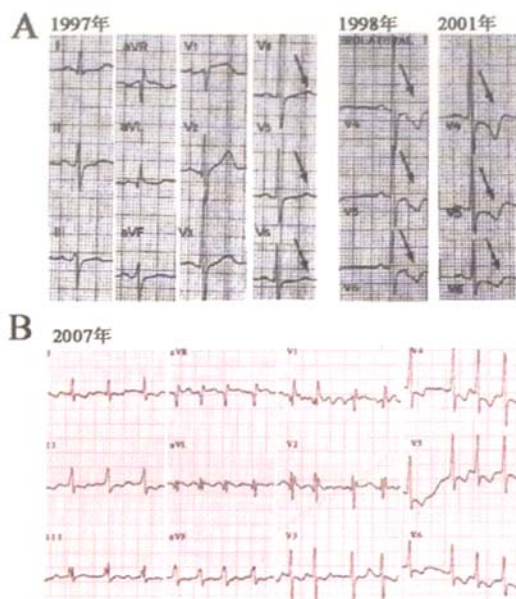 A 1997年 1998年 2001年
I aVR V1
II aVL V2 V5 V4
III aVF V3 V6 V5
V6
B 2007年
I aVR V1 V4
II aVL V2 V5
III aVF V3 V6